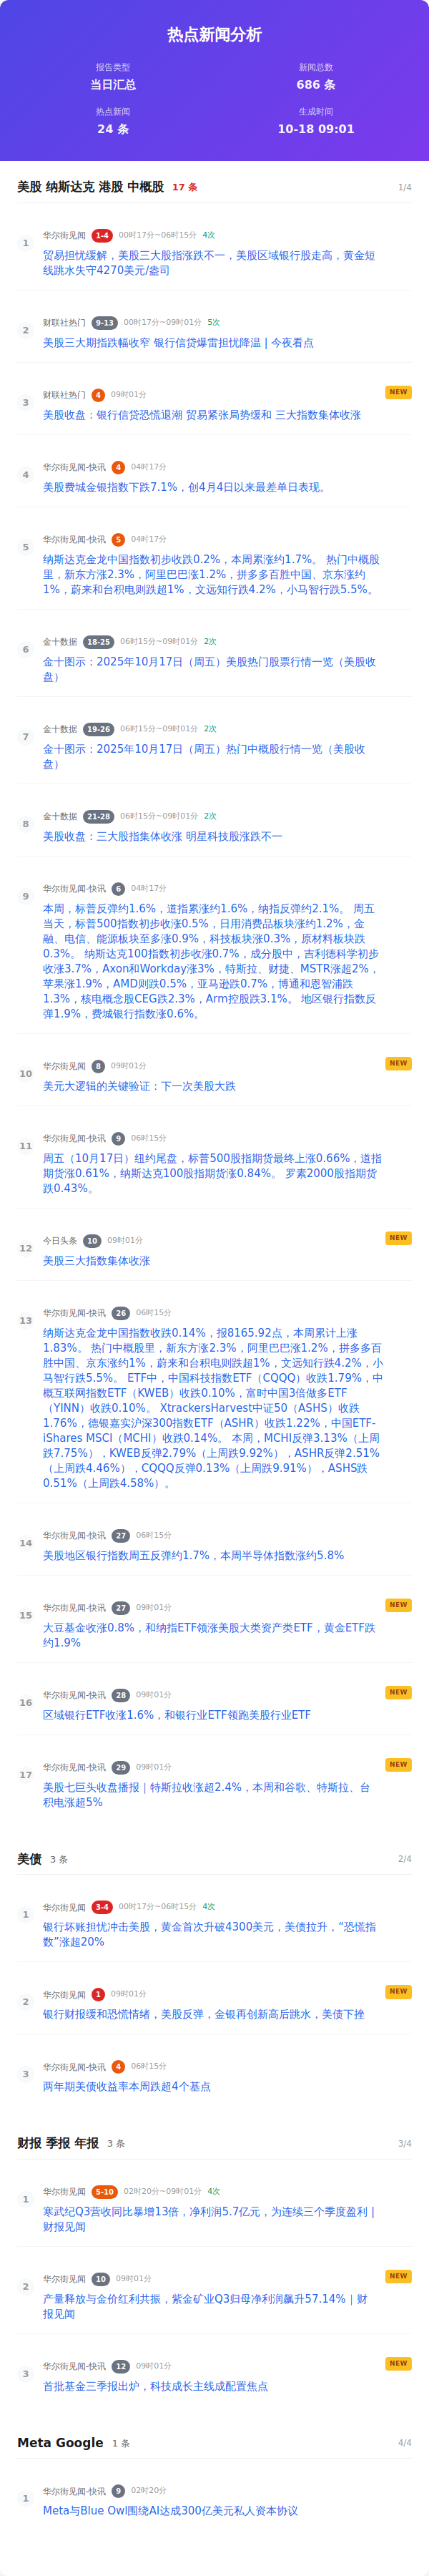 热点新闻分析
报告类型
新闻总数
当日汇总
686 条
热点新闻
生成时间
24 条
10-18 09:01
美股 纳斯达克 港股 中概股 17 条 1/4
1
华尔街见闻 1-4 00时17分~06时15分 4次
贸易担忧缓解，美股三大股指涨跌不一，美股区域银行股走高，黄金短
线跳水失守4270美元/盎司
2
财联社热门 9-13 00时17分~09时01分 5次
美股三大期指跌幅收窄 银行信贷爆雷担忧降温 | 今夜看点
3
财联社热门 4 09时01分 NEW
美股收盘：银行信贷恐慌退潮 贸易紧张局势缓和 三大指数集体收涨
4
华尔街见闻-快讯 4 04时17分
美股费城金银指数下跌7.1%，创4月4日以来最差单日表现。
5
华尔街见闻-快讯 5 04时17分
纳斯达克金龙中国指数初步收跌0.2%，本周累涨约1.7%。 热门中概股
里，新东方涨2.3%，阿里巴巴涨1.2%，拼多多百胜中国、京东涨约
1%，蔚来和台积电则跌超1%，文远知行跌4.2%，小马智行跌5.5%。
6
金十数据 18-25 06时15分~09时01分 2次
金十图示：2025年10月17日（周五）美股热门股票行情一览（美股收
盘）
7
金十数据 19-26 06时15分~09时01分 2次
金十图示：2025年10月17日（周五）热门中概股行情一览（美股收
盘）
8
金十数据 21-28 06时15分~09时01分 2次
美股收盘：三大股指集体收涨 明星科技股涨跌不一
9
华尔街见闻-快讯 6 04时17分
本周，标普反弹约1.6%，道指累涨约1.6%，纳指反弹约2.1%。 周五
当天，标普500指数初步收涨0.5%，日用消费品板块涨约1.2%，金
融、电信、能源板块至多涨0.9%，科技板块涨0.3%，原材料板块跌
0.3%。 纳斯达克100指数初步收涨0.7%，成分股中，吉利德科学初步
收涨3.7%，Axon和Workday涨3%，特斯拉、财捷、MSTR涨超2%，
苹果涨1.9%，AMD则跌0.5%，亚马逊跌0.7%，博通和恩智浦跌
1.3%，核电概念股CEG跌2.3%，Arm控股跌3.1%。 地区银行指数反
弹1.9%，费城银行指数涨0.6%。
10
华尔街见闻 8 09时01分 NEW
美元大逻辑的关键验证：下一次美股大跌
11
华尔街见闻-快讯 9 06时15分
周五（10月17日）纽约尾盘，标普500股指期货最终上涨0.66%，道指
期货涨0.61%，纳斯达克100股指期货涨0.84%。 罗素2000股指期货
跌0.43%。
12
今日头条 10 09时01分 NEW
美股三大指数集体收涨
13
华尔街见闻-快讯 26 06时15分
纳斯达克金龙中国指数收跌0.14%，报8165.92点，本周累计上涨
1.83%。 热门中概股里，新东方涨2.3%，阿里巴巴涨1.2%，拼多多百
胜中国、京东涨约1%，蔚来和台积电则跌超1%，文远知行跌4.2%，小
马智行跌5.5%。 ETF中，中国科技指数ETF（CQQQ）收跌1.79%，中
概互联网指数ETF（KWEB）收跌0.10%，富时中国3倍做多ETF
（YINN）收跌0.10%。 XtrackersHarvest中证50（ASHS）收跌
1.76%，德银嘉实沪深300指数ETF（ASHR）收跌1.22%，中国ETF-
iShares MSCI（MCHI）收跌0.14%。 本周，MCHI反弹3.13%（上周
跌7.75%），KWEB反弹2.79%（上周跌9.92%），ASHR反弹2.51%
（上周跌4.46%），CQQQ反弹0.13%（上周跌9.91%），ASHS跌
0.51%（上周跌4.58%）。
14
华尔街见闻-快讯 27 06时15分
美股地区银行指数周五反弹约1.7%，本周半导体指数涨约5.8%
15
华尔街见闻-快讯 27 09时01分 NEW
大豆基金收涨0.8%，和纳指ETF领涨美股大类资产类ETF，黄金ETF跌
约1.9%
16
华尔街见闻-快讯 28 09时01分 NEW
区域银行ETF收涨1.6%，和银行业ETF领跑美股行业ETF
17
华尔街见闻-快讯 29 09时01分 NEW
美股七巨头收盘播报｜特斯拉收涨超2.4%，本周和谷歌、特斯拉、台
积电涨超5%
美债 3 条 2/4
1
华尔街见闻 3-4 00时17分~06时15分 4次
银行坏账担忧冲击美股，黄金首次升破4300美元，美债拉升，“恐慌指
数”涨超20%
2
华尔街见闻 1 09时01分 NEW
银行财报缓和恐慌情绪，美股反弹，金银再创新高后跳水，美债下挫
3
华尔街见闻-快讯 4 06时15分
两年期美债收益率本周跌超4个基点
财报 季报 年报 3 条 3/4
1
华尔街见闻 5-10 02时20分~09时01分 4次
寒武纪Q3营收同比暴增13倍，净利润5.7亿元，为连续三个季度盈利 |
财报见闻
2
华尔街见闻 10 09时01分 NEW
产量释放与金价红利共振，紫金矿业Q3归母净利润飙升57.14%｜财
报见闻
3
华尔街见闻-快讯 12 09时01分 NEW
首批基金三季报出炉，科技成长主线成配置焦点
Meta Google 1 条 4/4
1
华尔街见闻-快讯 9 02时20分
Meta与Blue Owl围绕AI达成300亿美元私人资本协议